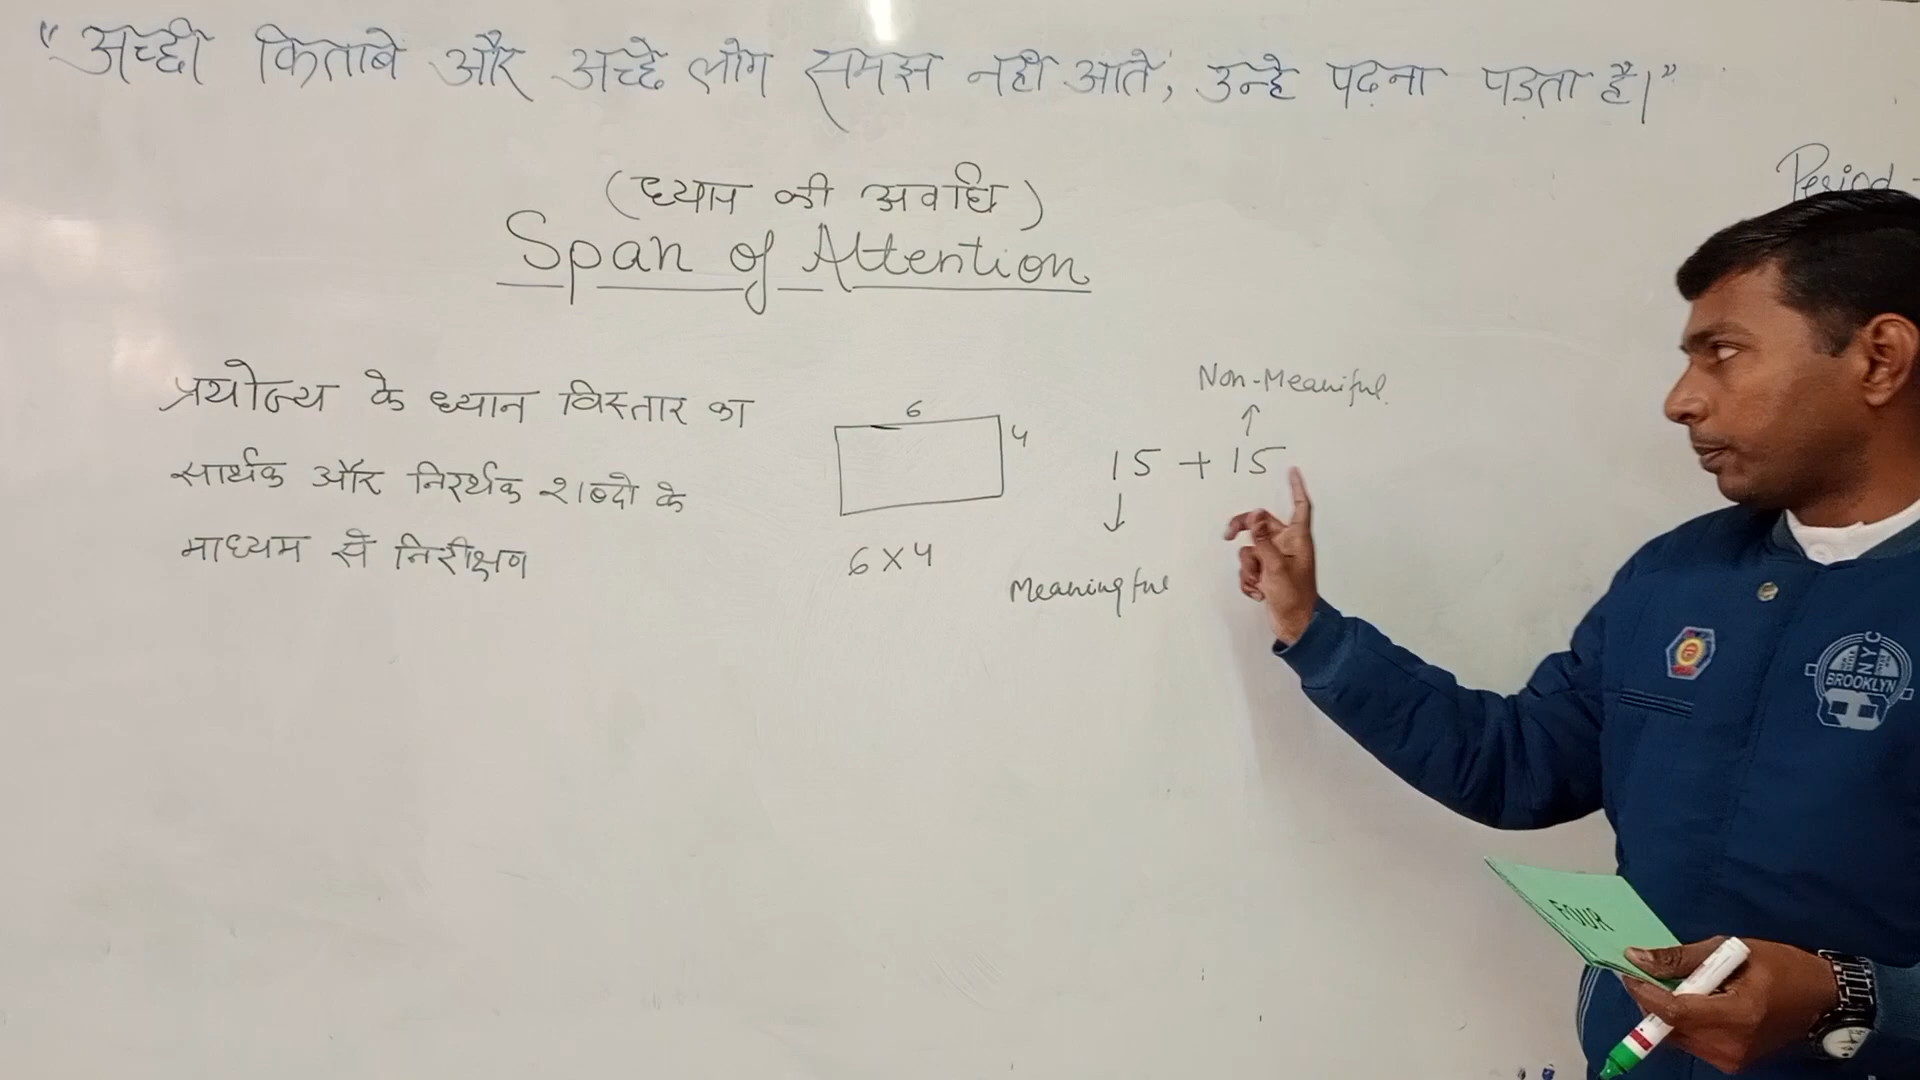 “अच्छी किताबे और अच्छे लोग समझ नहीं आते, उन्हे पढ़ना पड़ता है।”
Period -
(ध्यान की अवधि)
Span of Attention
प्रयोज्य के ध्यान विस्तार का
सार्थक और निरर्थक शब्दो के
माध्यम से निरीक्षण
6
4
6 X 4
Non-Meaniful.
15 + 15
Meaningful
NYC
BROOKLYN
FOUR